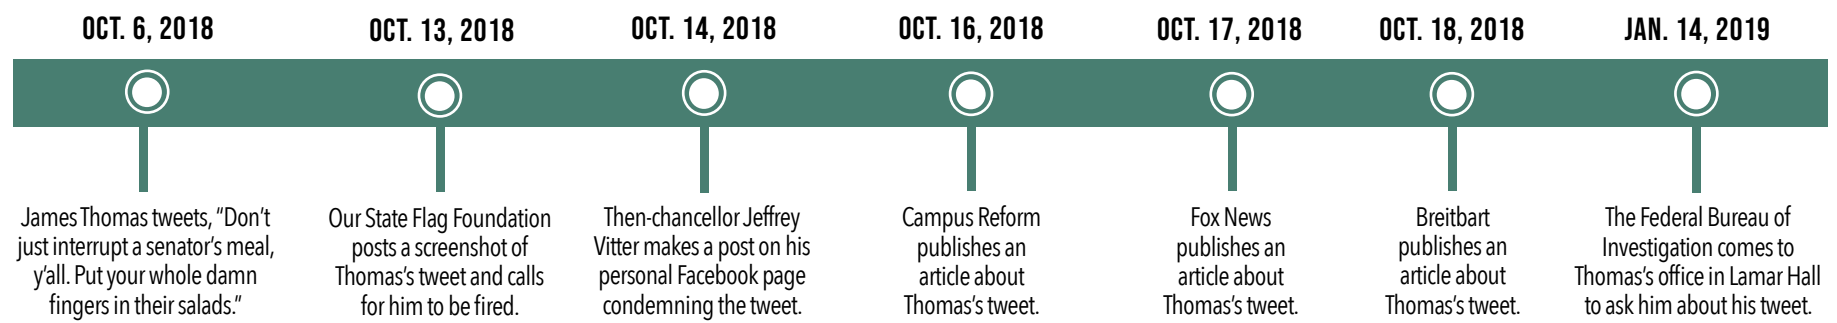 OCT. 6, 2018
James Thomas tweets, "Don't
just interrupt a senator's meal,
y'all. Put your whole damn
fingers in their salads."
OCT. 13, 2018
Our State Flag Foundation
posts a screenshot of
Thomas's tweet and calls
for him to be fired.
OCT. 14, 2018
Then-chancellor Jeffrey
Vitter makes a post on his
personal Facebook page
condemning the tweet.
OCT. 16, 2018
Campus Reform
publishes an
article about
Thomas's tweet.
OCT. 17, 2018
Fox News
publishes an
article about
Thomas's tweet.
OCT. 18, 2018
Breitbart
publishes an
article about
Thomas's tweet.
JAN. 14, 2019
The Federal Bureau of
Investigation comes to
Thomas's office in Lamar Hall
to ask him about his tweet.